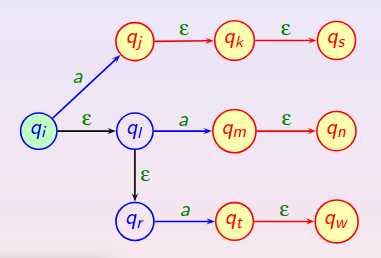 q_j ε q_k ε q_s
a
q_i ε q_l a q_m ε q_n
ε
q_r a q_t ε q_w